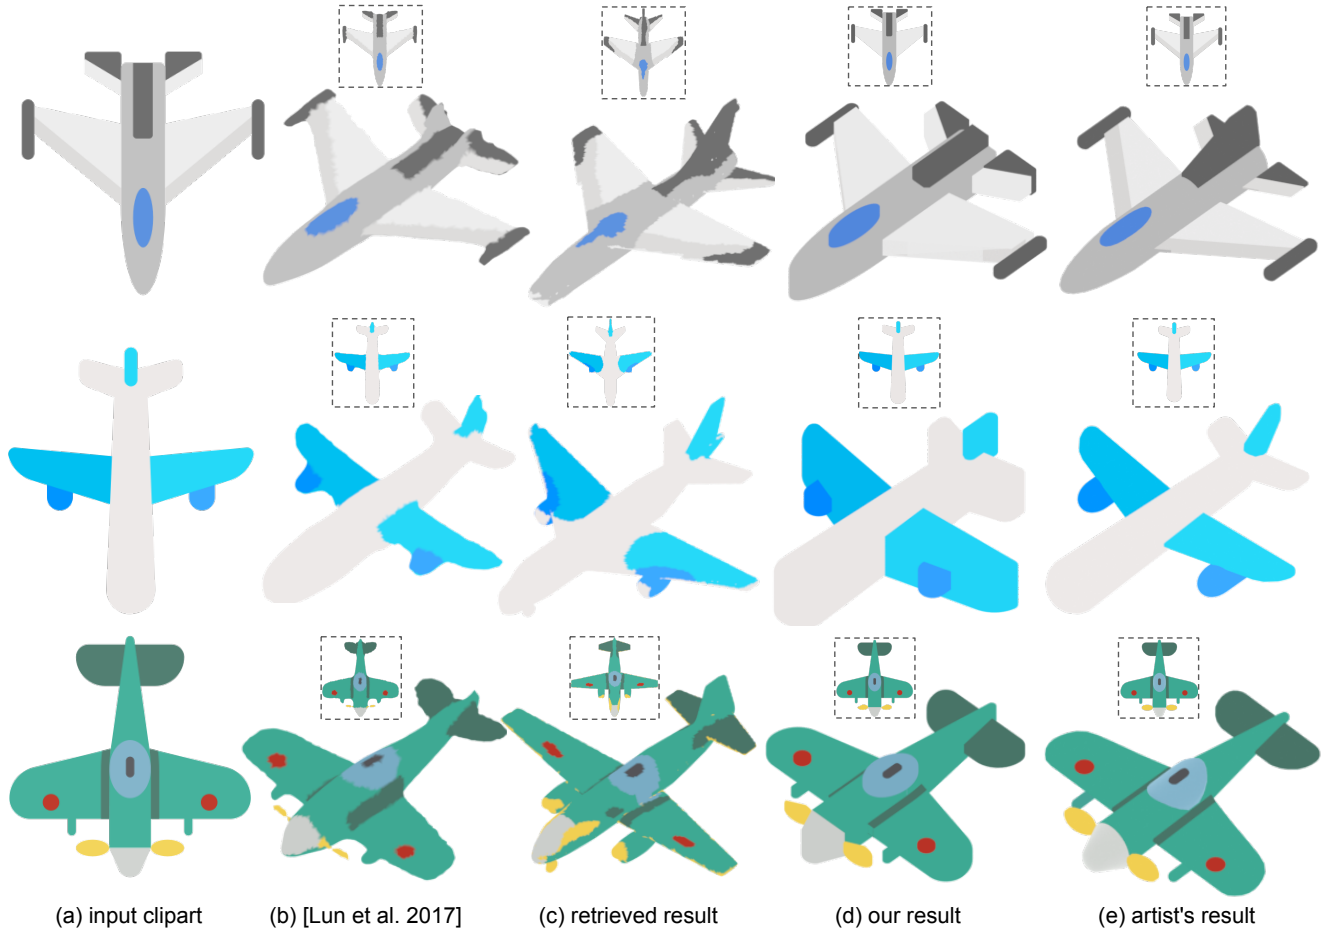 (a) input clipart
(b) [Lun et al. 2017]
(c) retrieved result
(d) our result
(e) artist's result